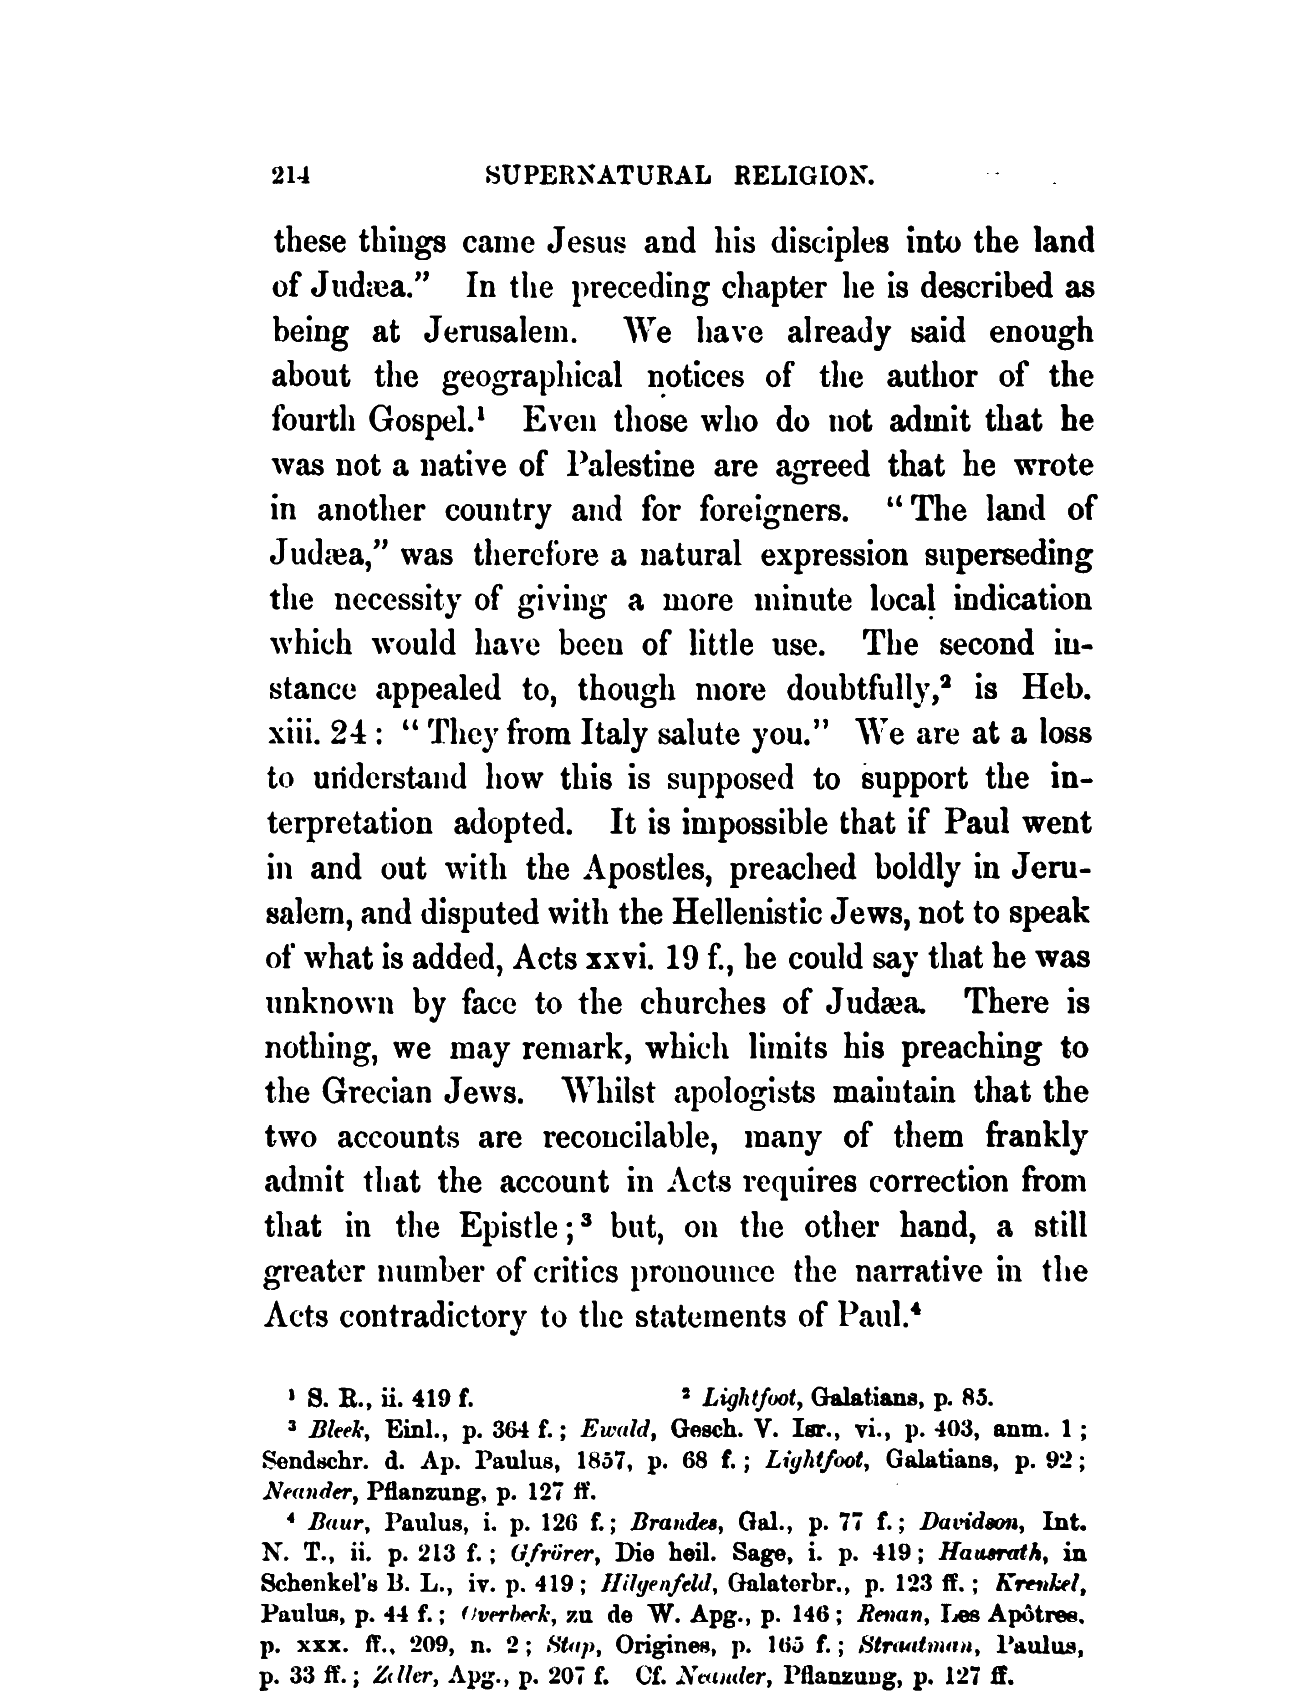 214 SUPERNATURAL RELIGION.
these things came Jesus and his disciples into the land
of Judæa.” In the preceding chapter he is described as
being at Jerusalem. We have already said enough
about the geographical notices of the author of the
fourth Gospel.¹ Even those who do not admit that he
was not a native of Palestine are agreed that he wrote
in another country and for foreigners. “The land of
Judæa,” was therefore a natural expression superseding
the necessity of giving a more minute local indication
which would have been of little use. The second in-
stance appealed to, though more doubtfully,² is Heb.
xiii. 24: “They from Italy salute you.” We are at a loss
to understand how this is supposed to support the in-
terpretation adopted. It is impossible that if Paul went
in and out with the Apostles, preached boldly in Jeru-
salem, and disputed with the Hellenistic Jews, not to speak
of what is added, Acts xxvi. 19 f., he could say that he was
unknown by face to the churches of Judæa. There is
nothing, we may remark, which limits his preaching to
the Grecian Jews. Whilst apologists maintain that the
two accounts are reconcilable, many of them frankly
admit that the account in Acts requires correction from
that in the Epistle;³ but, on the other hand, a still
greater number of critics pronounce the narrative in the
Acts contradictory to the statements of Paul.⁴
¹ S. R., ii. 419 f. ² Lightfoot, Galatians, p. 85.
³ Bleek, Einl., p. 364 f.; Ewald, Gesch. V. Isr., vi., p. 403, anm. 1;
Sendschr. d. Ap. Paulus, 1857, p. 68 f.; Lightfoot, Galatians, p. 92;
Neander, Pflanzung, p. 127 ff.
⁴ Baur, Paulus, i. p. 126 f.; Brandes, Gal., p. 77 f.; Davidson, Int.
N. T., ii. p. 213 f.; Gfrörer, Die heil. Sage, i. p. 419; Hausrath, in
Schenkel's B. L., iv. p. 419; Hilgenfeld, Galaterbr., p. 123 ff.; Krenkel,
Paulus, p. 44 f.; Overbeck, zu de W. Apg., p. 146; Renan, Les Apôtres,
p. xxx. ff., 209, n. 2; Stap, Origines, p. 165 f.; Straatman, Paulus,
p. 33 ff.; Zeller, Apg., p. 207 f. Cf. Neander, Pflanzung, p. 127 ff.